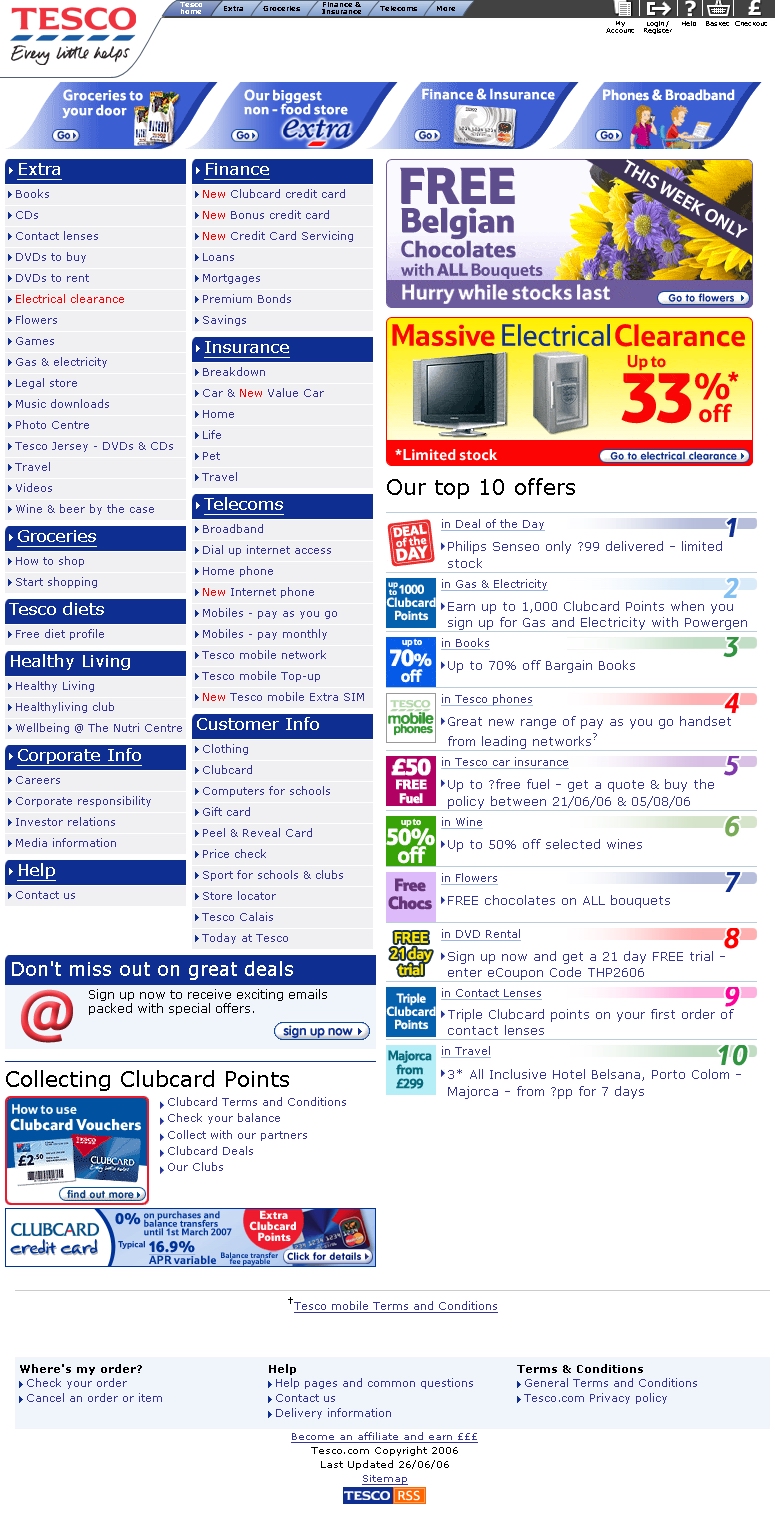 TESCO
Every little helps
Tesco home
Extra
Groceries
Finance & Insurance
Telecoms
More
My Account
Login / Register
Help
Basket
Checkout
Groceries to your door
Go
Our biggest non - food store
extra
Go
Finance & Insurance
Go
Phones & Broadband
Go
Extra
Books
CDs
Contact lenses
DVDs to buy
DVDs to rent
Electrical clearance
Flowers
Games
Gas & electricity
Legal store
Music downloads
Photo Centre
Tesco Jersey - DVDs & CDs
Travel
Videos
Wine & beer by the case
Groceries
How to shop
Start shopping
Tesco diets
Free diet profile
Healthy Living
Healthy Living
Healthyliving club
Wellbeing @ The Nutri Centre
Corporate Info
Careers
Corporate responsibility
Investor relations
Media information
Help
Contact us
Finance
New Clubcard credit card
New Bonus credit card
New Credit Card Servicing
Loans
Mortgages
Premium Bonds
Savings
Insurance
Breakdown
Car & New Value Car
Home
Life
Pet
Travel
Telecoms
Broadband
Dial up internet access
Home phone
New Internet phone
Mobiles - pay as you go
Mobiles - pay monthly
Tesco mobile network
Tesco mobile Top-up
New Tesco mobile Extra SIM
Customer Info
Clothing
Clubcard
Computers for schools
Gift card
Peel & Reveal Card
Price check
Sport for schools & clubs
Store locator
Tesco Calais
Today at Tesco
Don't miss out on great deals
@
Sign up now to receive exciting emails
packed with special offers.
sign up now
Collecting Clubcard Points
How to use
Clubcard Vouchers
£2.50
TESCO
CLUBCARD
Every little helps
find out more
Clubcard Terms and Conditions
Check your balance
Collect with our partners
Clubcard Deals
Our Clubs
CLUBCARD
credit card
0% on purchases and
balance transfers
until 1st March 2007
Typical 16.9%
APR variable
Balance transfer
fee payable
Extra
Clubcard
Points
Click for details
FREE
Belgian
Chocolates
with ALL Bouquets
Hurry while stocks last
THIS WEEK ONLY
Go to flowers
Massive Electrical Clearance
Up to
33%*
off
*Limited stock
Go to electrical clearance
Our top 10 offers
DEAL
of the
DAY
in Deal of the Day
1
Philips Senseo only ?99 delivered - limited
stock
up to 1000
Clubcard
Points
in Gas & Electricity
2
Earn up to 1,000 Clubcard Points when you
sign up for Gas and Electricity with Powergen
up to
70%
off
in Books
3
Up to 70% off Bargain Books
TESCO
mobile
phones
in Tesco phones
4
Great new range of pay as you go handset
from leading networks?
£50
FREE
Fuel
in Tesco car insurance
5
Up to ?free fuel - get a quote & buy the
policy between 21/06/06 & 05/08/06
up to
50%
off
in Wine
6
Up to 50% off selected wines
Free
Chocs
in Flowers
7
FREE chocolates on ALL bouquets
FREE
21day
trial
in DVD Rental
8
Sign up now and get a 21 day FREE trial -
enter eCoupon Code THP2606
Triple
Clubcard
Points
in Contact Lenses
9
Triple Clubcard points on your first order of
contact lenses
Majorca
from
£299
in Travel
10
3* All Inclusive Hotel Belsana, Porto Colom -
Majorca - from ?pp for 7 days
†Tesco mobile Terms and Conditions
Where's my order?
Check your order
Cancel an order or item
Help
Help pages and common questions
Contact us
Delivery information
Terms & Conditions
General Terms and Conditions
Tesco.com Privacy policy
Become an affiliate and earn £££
Tesco.com Copyright 2006
Last Updated 26/06/06
Sitemap
TESCO RSS